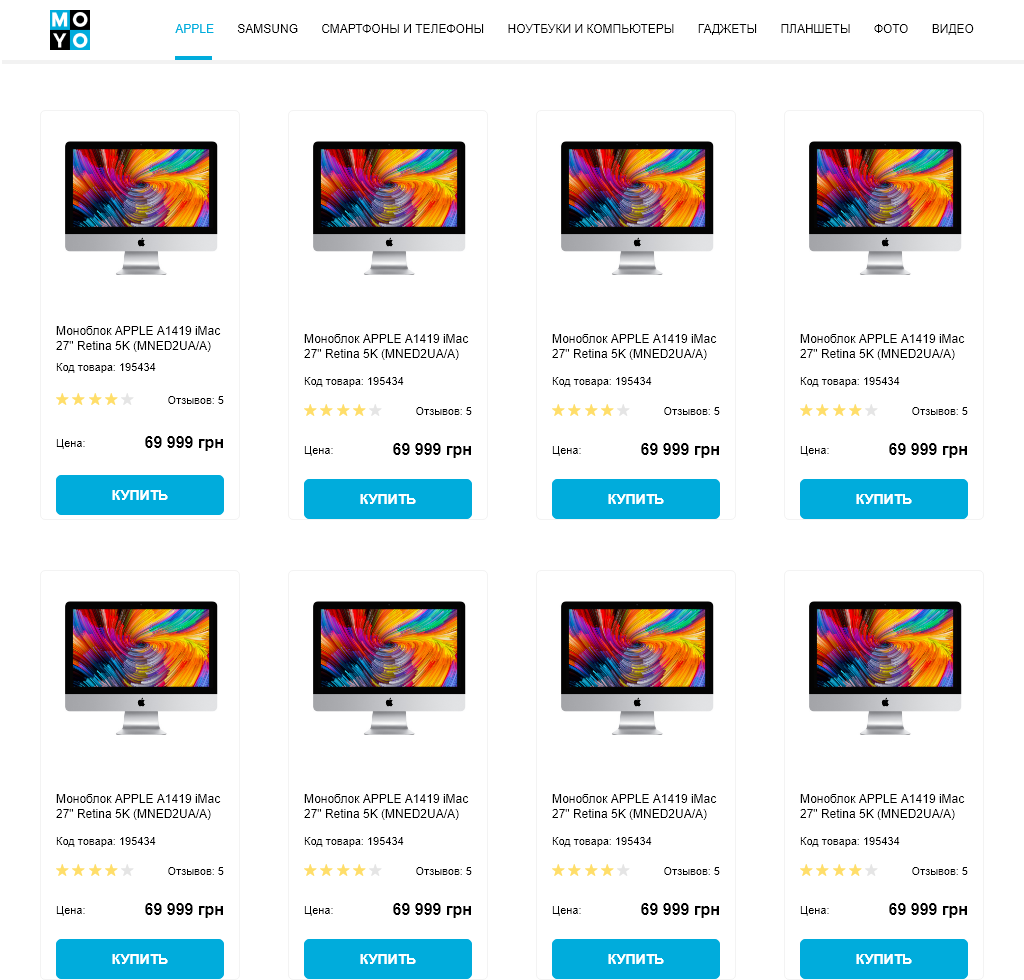 MO
YO
APPLE SAMSUNG СМАРТФОНЫ И ТЕЛЕФОНЫ НОУТБУКИ И КОМПЬЮТЕРЫ ГАДЖЕТЫ ПЛАНШЕТЫ ФОТО ВИДЕО
Моноблок APPLE A1419 iMac
27" Retina 5K (MNED2UA/A)
Код товара: 195434
Отзывов: 5
Цена: 69 999 грн
КУПИТЬ
Моноблок APPLE A1419 iMac
27" Retina 5K (MNED2UA/A)
Код товара: 195434
Отзывов: 5
Цена: 69 999 грн
КУПИТЬ
Моноблок APPLE A1419 iMac
27" Retina 5K (MNED2UA/A)
Код товара: 195434
Отзывов: 5
Цена: 69 999 грн
КУПИТЬ
Моноблок APPLE A1419 iMac
27" Retina 5K (MNED2UA/A)
Код товара: 195434
Отзывов: 5
Цена: 69 999 грн
КУПИТЬ
Моноблок APPLE A1419 iMac
27" Retina 5K (MNED2UA/A)
Код товара: 195434
Отзывов: 5
Цена: 69 999 грн
КУПИТЬ
Моноблок APPLE A1419 iMac
27" Retina 5K (MNED2UA/A)
Код товара: 195434
Отзывов: 5
Цена: 69 999 грн
КУПИТЬ
Моноблок APPLE A1419 iMac
27" Retina 5K (MNED2UA/A)
Код товара: 195434
Отзывов: 5
Цена: 69 999 грн
КУПИТЬ
Моноблок APPLE A1419 iMac
27" Retina 5K (MNED2UA/A)
Код товара: 195434
Отзывов: 5
Цена: 69 999 грн
КУПИТЬ